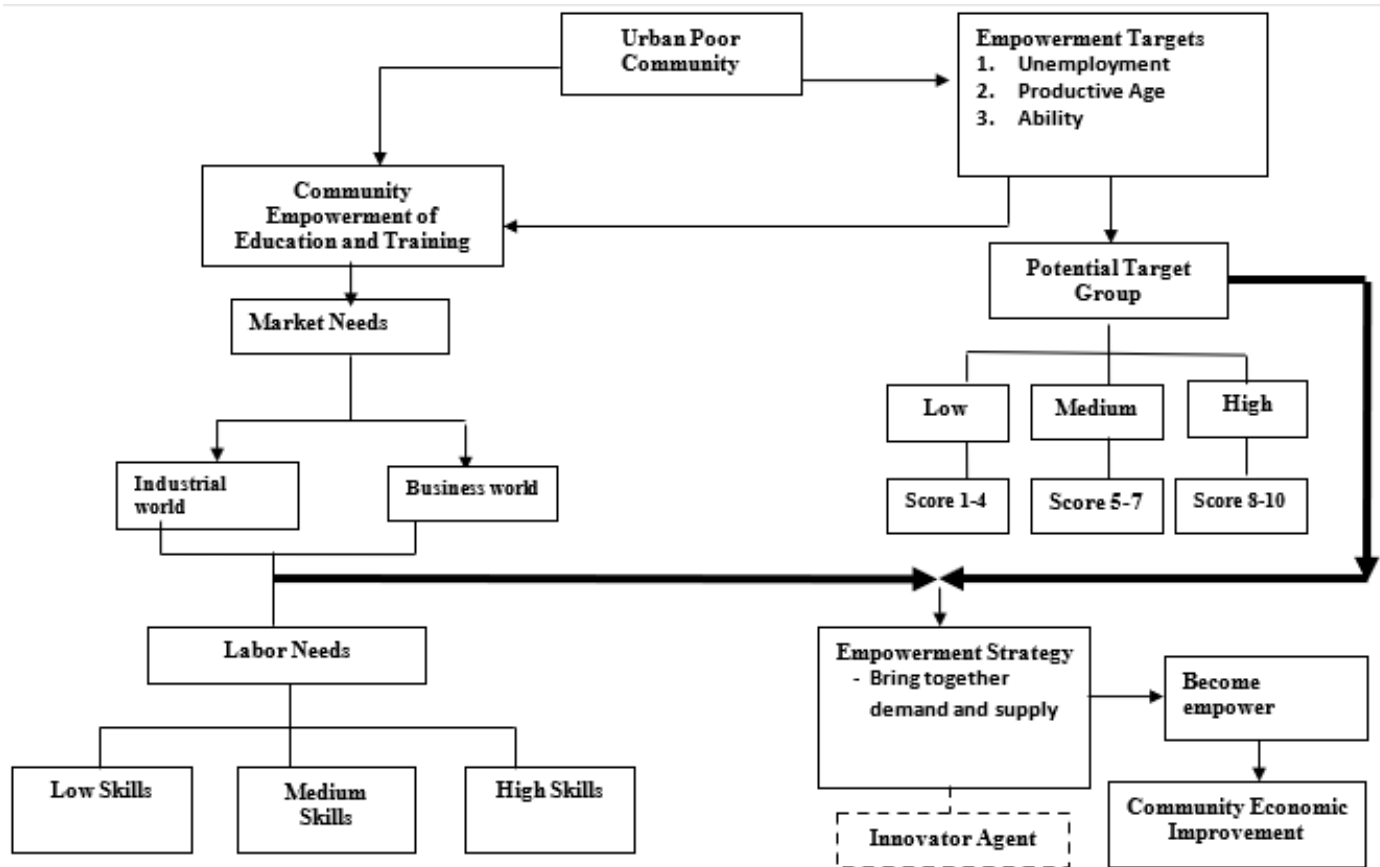 Urban Poor
Community
Empowerment Targets
1. Unemployment
2. Productive Age
3. Ability
Community
Empowerment of
Education and Training
Potential Target
Group
Market Needs
Low
Medium
High
Industrial
world
Business world
Score 1-4
Score 5-7
Score 8-10
Labor Needs
Empowerment Strategy
- Bring together
demand and supply
Become
empower
Low Skills
Medium
Skills
High Skills
Innovator Agent
Community Economic
Improvement